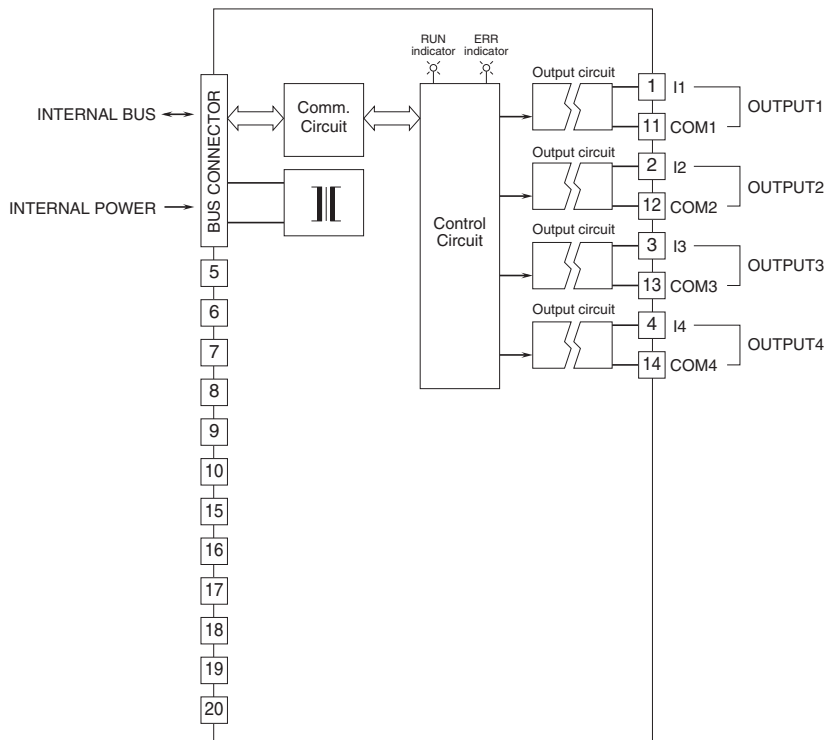 RUN
indicator
ERR
indicator
INTERNAL BUS
INTERNAL POWER
BUS CONNECTOR
Comm.
Circuit
Control
Circuit
Output circuit
1 I1
11 COM1
OUTPUT1
Output circuit
2 I2
12 COM2
OUTPUT2
Output circuit
3 I3
13 COM3
OUTPUT3
Output circuit
4 I4
14 COM4
OUTPUT4
5
6
7
8
9
10
15
16
17
18
19
20